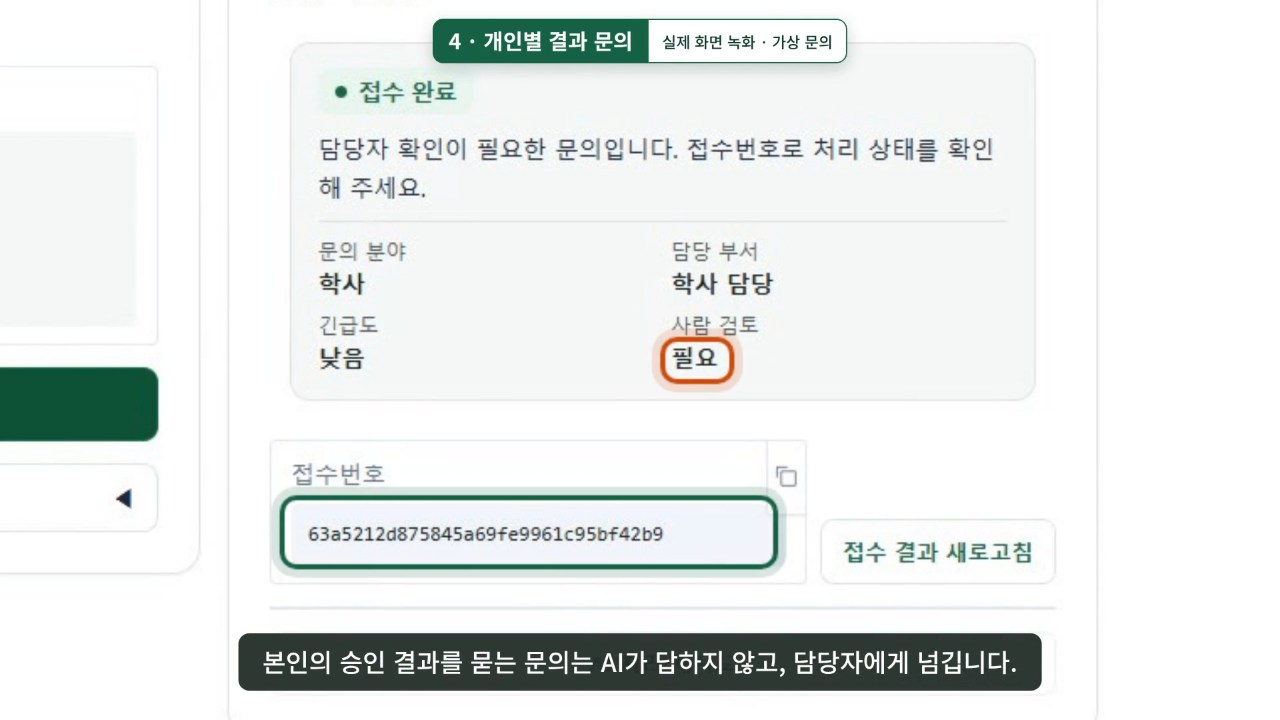 4 · 개인별 결과 문의
실제 화면 녹화 · 가상 문의
접수 완료
담당자 확인이 필요한 문의입니다. 접수번호로 처리 상태를 확인
해 주세요.
문의 분야
담당 부서
학사
학사 담당
긴급도
사람 검토
낮음
필요
접수번호
63a5212d875845a69fe9961c95bf42b9
접수 결과 새로고침
본인의 승인 결과를 묻는 문의는 AI가 답하지 않고, 담당자에게 넘깁니다.